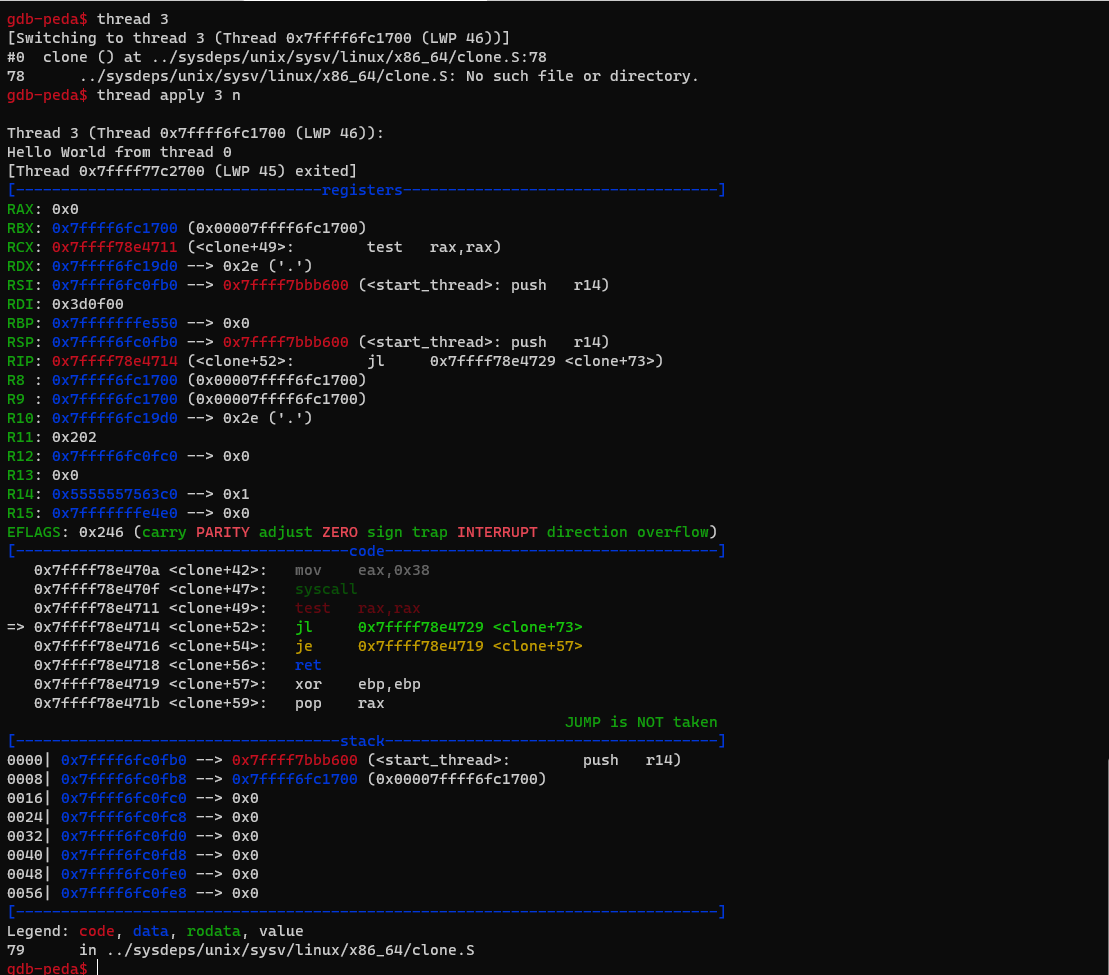 gdb-peda$ thread 3
[Switching to thread 3 (Thread 0x7ffff6fc1700 (LWP 46))]
#0  clone () at ../sysdeps/unix/sysv/linux/x86_64/clone.S:78
78      ../sysdeps/unix/sysv/linux/x86_64/clone.S: No such file or directory.
gdb-peda$ thread apply 3 n

Thread 3 (Thread 0x7ffff6fc1700 (LWP 46)):
Hello World from thread 0
[Thread 0x7ffff77c2700 (LWP 45) exited]
[----------------------------------registers-----------------------------------]
RAX: 0x0
RBX: 0x7ffff6fc1700 (0x00007ffff6fc1700)
RCX: 0x7ffff78e4711 (<clone+49>:        test   rax,rax)
RDX: 0x7ffff6fc19d0 --> 0x2e ('.')
RSI: 0x7ffff6fc0fb0 --> 0x7ffff7bbb600 (<start_thread>: push   r14)
RDI: 0x3d0f00
RBP: 0x7fffffffe550 --> 0x0
RSP: 0x7ffff6fc0fb0 --> 0x7ffff7bbb600 (<start_thread>: push   r14)
RIP: 0x7ffff78e4714 (<clone+52>:        jl     0x7ffff78e4729 <clone+73>)
R8 : 0x7ffff6fc1700 (0x00007ffff6fc1700)
R9 : 0x7ffff6fc1700 (0x00007ffff6fc1700)
R10: 0x7ffff6fc19d0 --> 0x2e ('.')
R11: 0x202
R12: 0x7ffff6fc0fc0 --> 0x0
R13: 0x0
R14: 0x5555557563c0 --> 0x1
R15: 0x7fffffffe4e0 --> 0x0
EFLAGS: 0x246 (carry PARITY adjust ZERO sign trap INTERRUPT direction overflow)
[-------------------------------------code-------------------------------------]
   0x7ffff78e470a <clone+42>:   mov    eax,0x38
   0x7ffff78e470f <clone+47>:   syscall
   0x7ffff78e4711 <clone+49>:   test   rax,rax
=> 0x7ffff78e4714 <clone+52>:   jl     0x7ffff78e4729 <clone+73>
   0x7ffff78e4716 <clone+54>:   je     0x7ffff78e4719 <clone+57>
   0x7ffff78e4718 <clone+56>:   ret
   0x7ffff78e4719 <clone+57>:   xor    ebp,ebp
   0x7ffff78e471b <clone+59>:   pop    rax
                                                              JUMP is NOT taken
[------------------------------------stack-------------------------------------]
0000| 0x7ffff6fc0fb0 --> 0x7ffff7bbb600 (<start_thread>:        push   r14)
0008| 0x7ffff6fc0fb8 --> 0x7ffff6fc1700 (0x00007ffff6fc1700)
0016| 0x7ffff6fc0fc0 --> 0x0
0024| 0x7ffff6fc0fc8 --> 0x0
0032| 0x7ffff6fc0fd0 --> 0x0
0040| 0x7ffff6fc0fd8 --> 0x0
0048| 0x7ffff6fc0fe0 --> 0x0
0056| 0x7ffff6fc0fe8 --> 0x0
[------------------------------------------------------------------------------]
Legend: code, data, rodata, value
79      in ../sysdeps/unix/sysv/linux/x86_64/clone.S
gdb-peda$